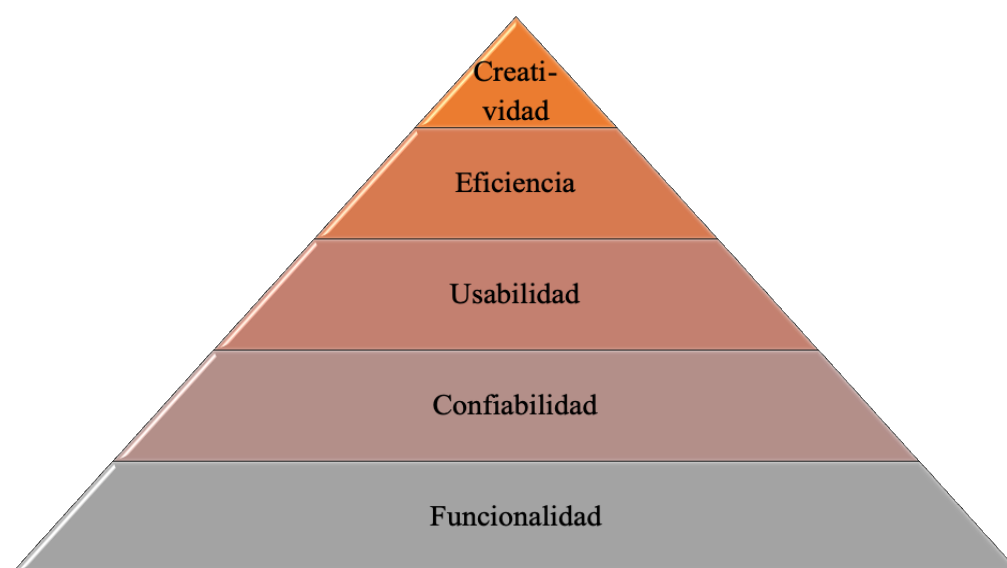 Creati-
vidad
Eficiencia
Usabilidad
Confiabilidad
Funcionalidad